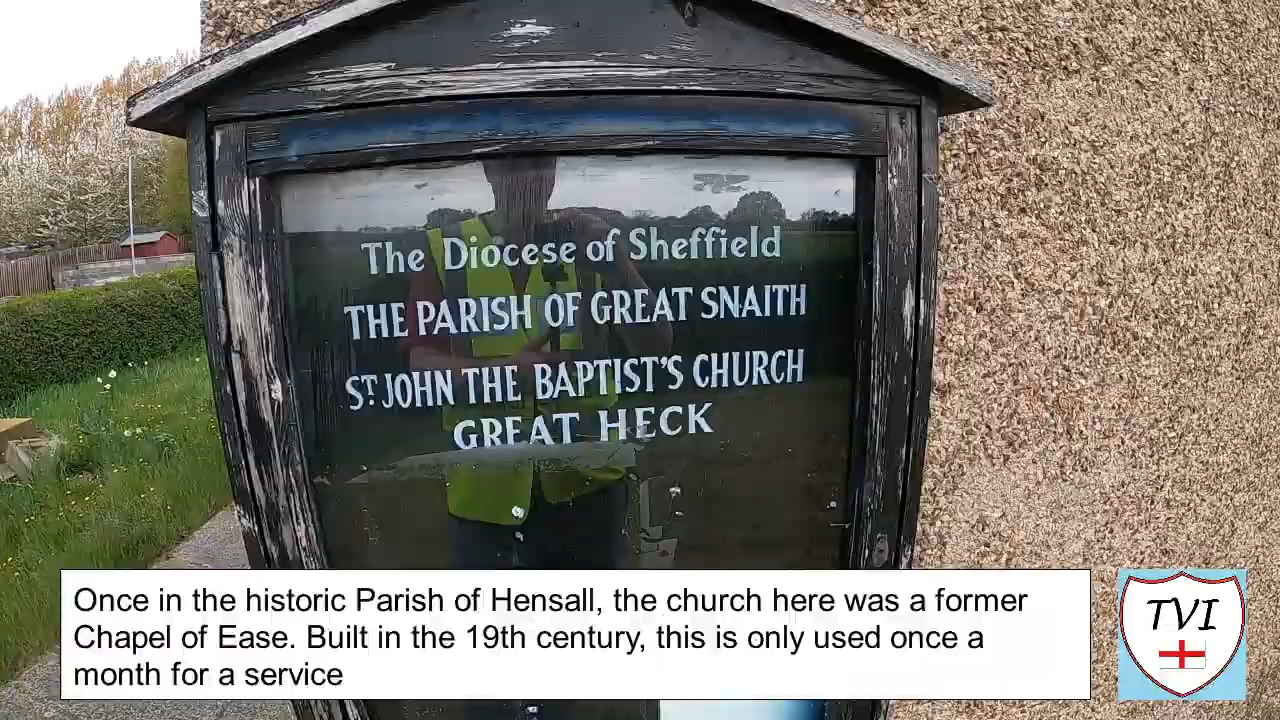 The Diocese of Sheffield
THE PARISH OF GREAT SNAITH
ST. JOHN THE BAPTIST'S CHURCH
GREAT HECK
Once in the historic Parish of Hensall, the church here was a former
Chapel of Ease. Built in the 19th century, this is only used once a
month for a service
TVI